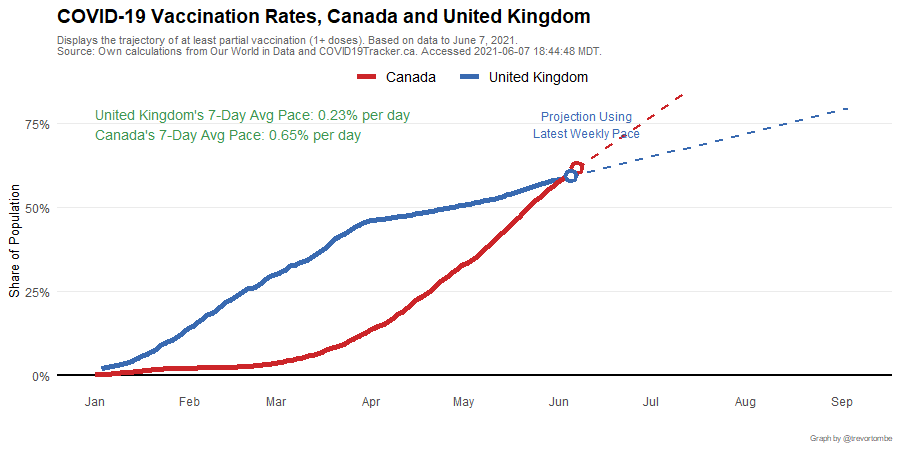 COVID-19 Vaccination Rates, Canada and United Kingdom
Displays the trajectory of at least partial vaccination (1+ doses). Based on data to June 7, 2021.
Source: Own calculations from Our World in Data and COVID19Tracker.ca. Accessed 2021-06-07 18:44:48 MDT.
Canada
United Kingdom
United Kingdom's 7-Day Avg Pace: 0.23% per day
Canada's 7-Day Avg Pace: 0.65% per day
Projection Using
Latest Weekly Pace
Share of Population
75%
50%
25%
0%
Jan Feb Mar Apr May Jun Jul Aug Sep
Graph by @trevortombe